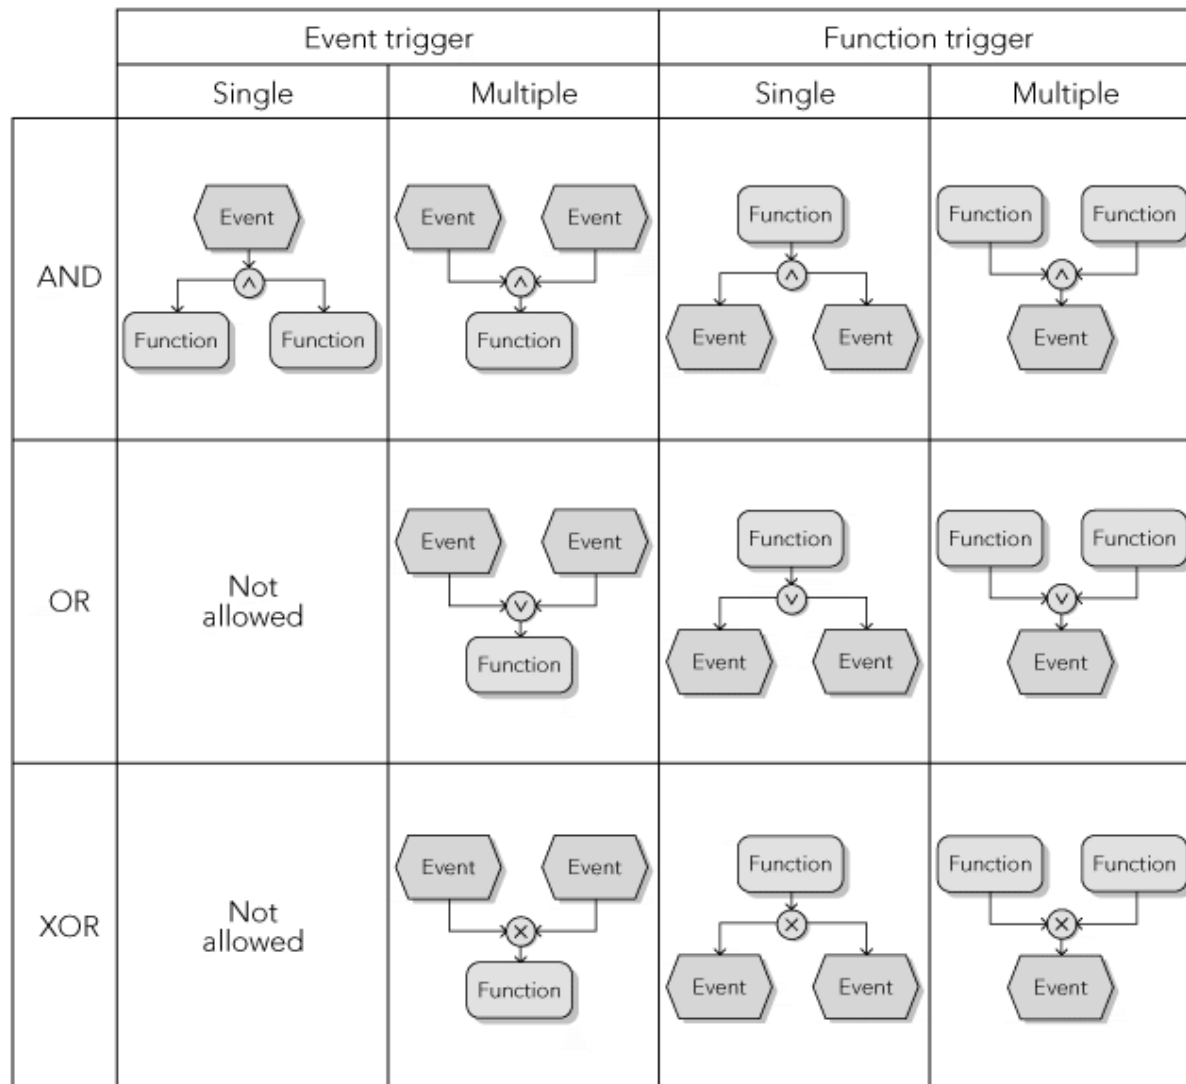 Event trigger Function trigger
Single Multiple Single Multiple
AND
Event Event Event Function Function Function
∧ ∧ ∧ ∧
Function Function Function Event Event Event
OR
Not
allowed
Event Event Function Function Function
∨ ∨ ∨
Function Event Event Event
XOR
Not
allowed
Event Event Function Function Function
× × ×
Function Event Event Event